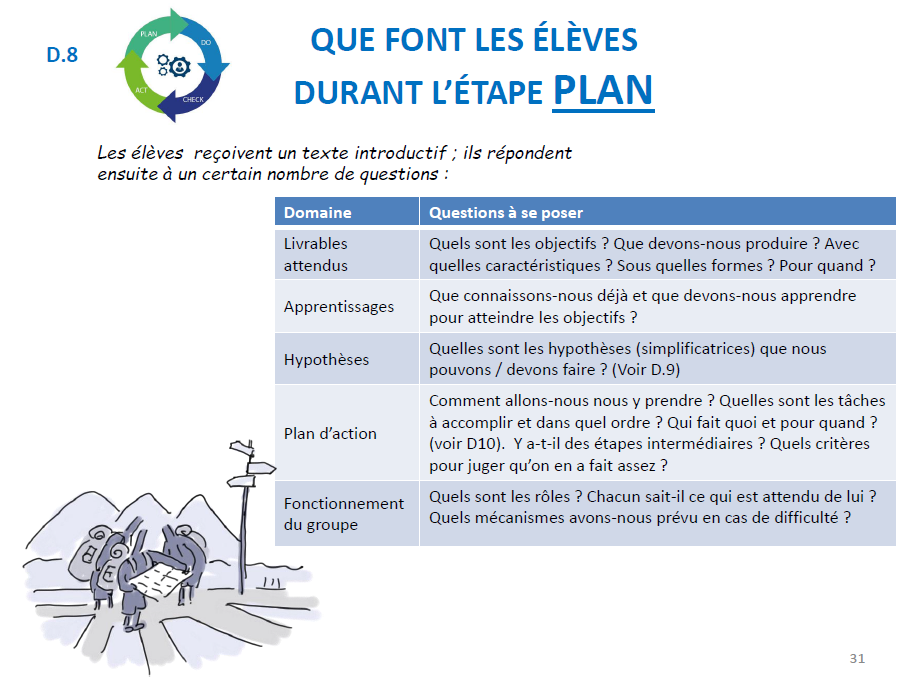 D.8
PLAN
DO
CHECK
ACT
QUE FONT LES ÉLÈVES
DURANT L’ÉTAPE PLAN
Les élèves reçoivent un texte introductif ; ils répondent
ensuite à un certain nombre de questions :
Domaine
Questions à se poser
Livrables
attendus
Quels sont les objectifs ? Que devons-nous produire ? Avec
quelles caractéristiques ? Sous quelles formes ? Pour quand ?
Apprentissages
Que connaissons-nous déjà et que devons-nous apprendre
pour atteindre les objectifs ?
Hypothèses
Quelles sont les hypothèses (simplificatrices) que nous
pouvons / devons faire ? (Voir D.9)
Plan d’action
Comment allons-nous nous y prendre ? Quelles sont les tâches
à accomplir et dans quel ordre ? Qui fait quoi et pour quand ?
(voir D10). Y a-t-il des étapes intermédiaires ? Quels critères
pour juger qu’on en a fait assez ?
Fonctionnement
du groupe
Quels sont les rôles ? Chacun sait-il ce qui est attendu de lui ?
Quels mécanismes avons-nous prévu en cas de difficulté ?
31